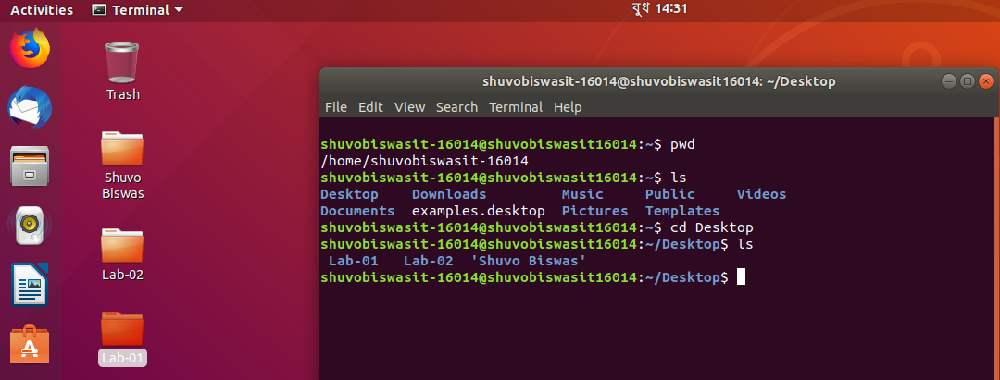 Activities Terminal বুধ 14:31
Trash
Shuvo
Biswas
Lab-02
Lab-01
shuvobiswasit-16014@shuvobiswasit16014: ~/Desktop
File Edit View Search Terminal Help
shuvobiswasit-16014@shuvobiswasit16014:~$ pwd
/home/shuvobiswasit-16014
shuvobiswasit-16014@shuvobiswasit16014:~$ ls
Desktop Downloads Music Public Videos
Documents examples.desktop Pictures Templates
shuvobiswasit-16014@shuvobiswasit16014:~$ cd Desktop
shuvobiswasit-16014@shuvobiswasit16014:~/Desktop$ ls
Lab-01 Lab-02 'Shuvo Biswas'
shuvobiswasit-16014@shuvobiswasit16014:~/Desktop$